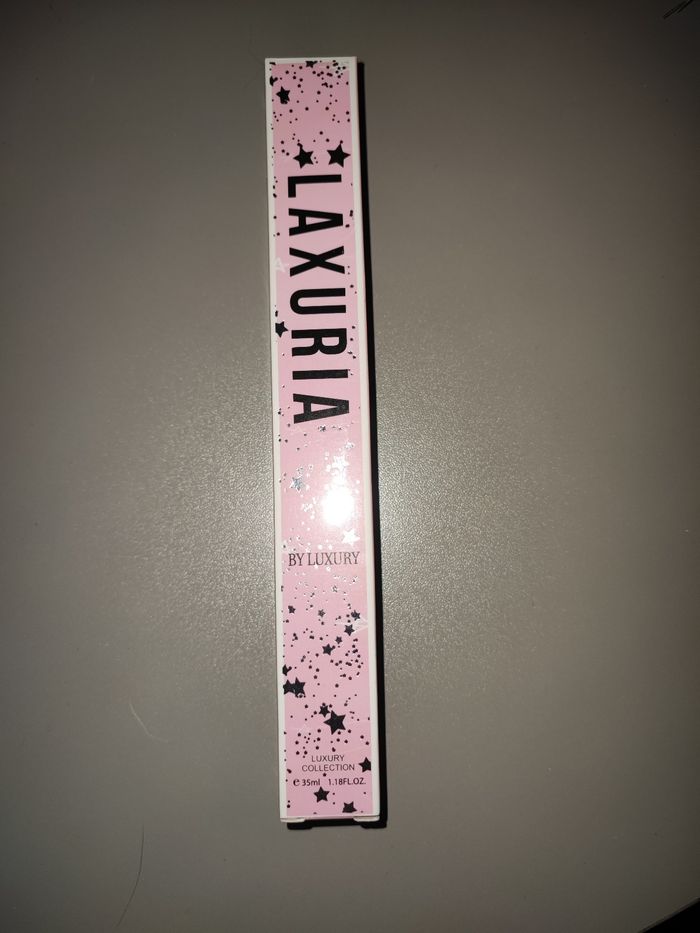 LAXURIA
BY LUXURY
LUXURY
COLLECTION
℮ 35ml 1.18FL.OZ.